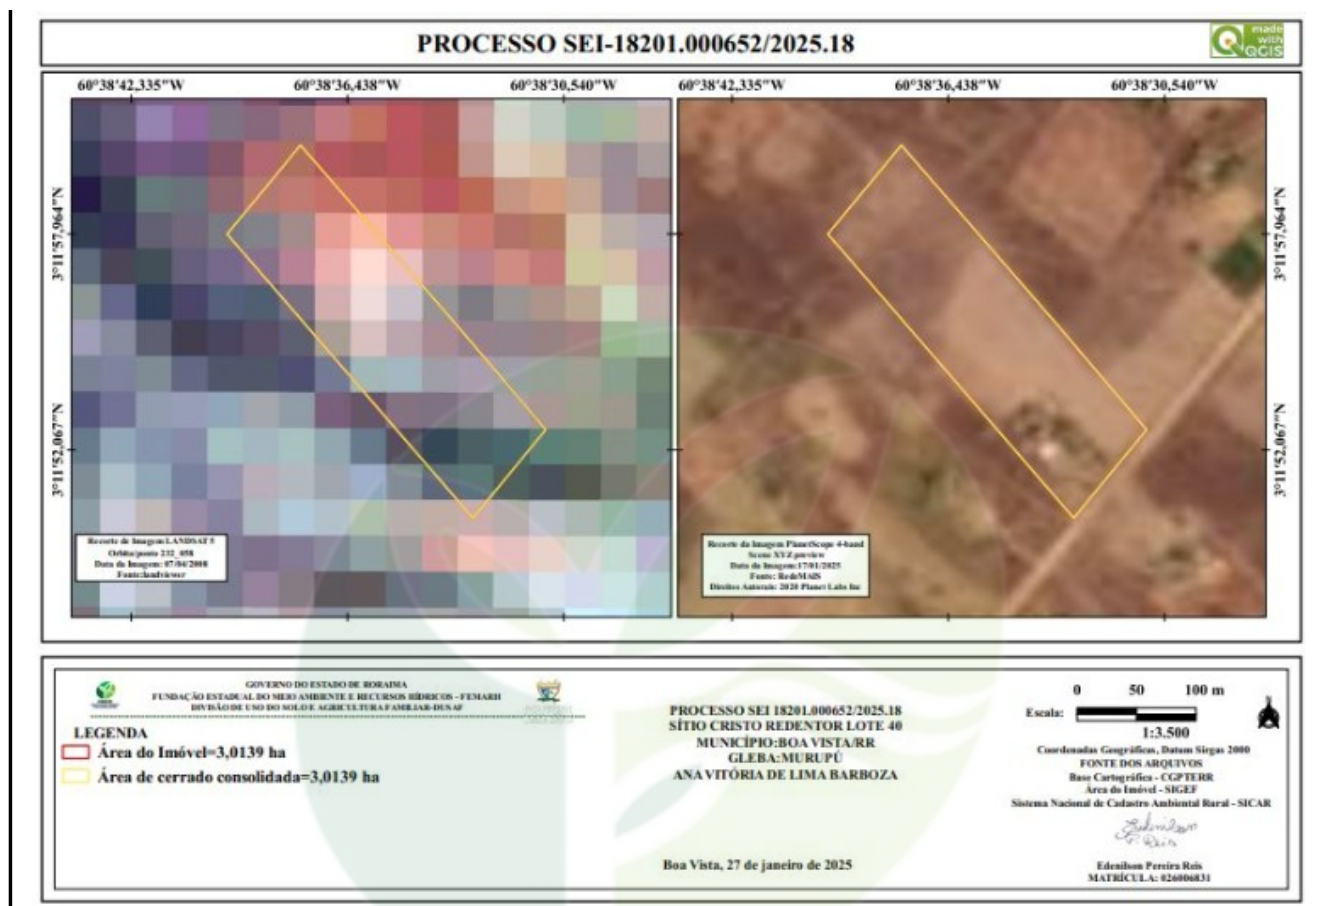 PROCESSO SEI-18201.000652/2025.18
made
with
QGIS
60°38'42,335"W
60°38'36,438"W
60°38'30,540"W
60°38'42,335"W
60°38'36,438"W
60°38'30,540"W
3°11'57,964"N
3°11'52,067"N
3°11'57,964"N
3°11'52,067"N
Recorte de Imagem LANDSAT 5
Orbita/ponto 232_058
Data da Imagem: 07/04/2008
Fonte:landviewer
Recorte da Imagem PlanetScope 4-band
Scene XYZ preview
Data da Imagem:17/01/2025
Fonte: RedeMAIS
Direitos Autorais: 2020 Planet Labs Inc
GOVERNO DO ESTADO DE RORAIMA
FUNDAÇÃO ESTADUAL DO MEIO AMBIENTE E RECURSOS HÍDRICOS - FEMARH
DIVISÃO DE USO DO SOLO E AGRICULTURA FAMILIAR-DUSAF
LEGENDA
Área do Imóvel=3,0139 ha
Área de cerrado consolidada=3,0139 ha
PROCESSO SEI 18201.000652/2025.18
SÍTIO CRISTO REDENTOR LOTE 40
MUNICÍPIO:BOA VISTA/RR
GLEBA:MURUPÚ
ANA VITÓRIA DE LIMA BARBOZA
Boa Vista, 27 de janeiro de 2025
0 50 100 m
Escala:
1:3.500
Coordenadas Geográficas, Datum Sirgas 2000
FONTE DOS ARQUIVOS
Base Cartográfica - CGPTERR
Área do Imóvel - SIGEF
Sistema Nacional de Cadastro Ambiental Rural - SICAR
Edenilson
P. Reis
Edenilson Pereira Reis
MATRÍCULA: 026006831